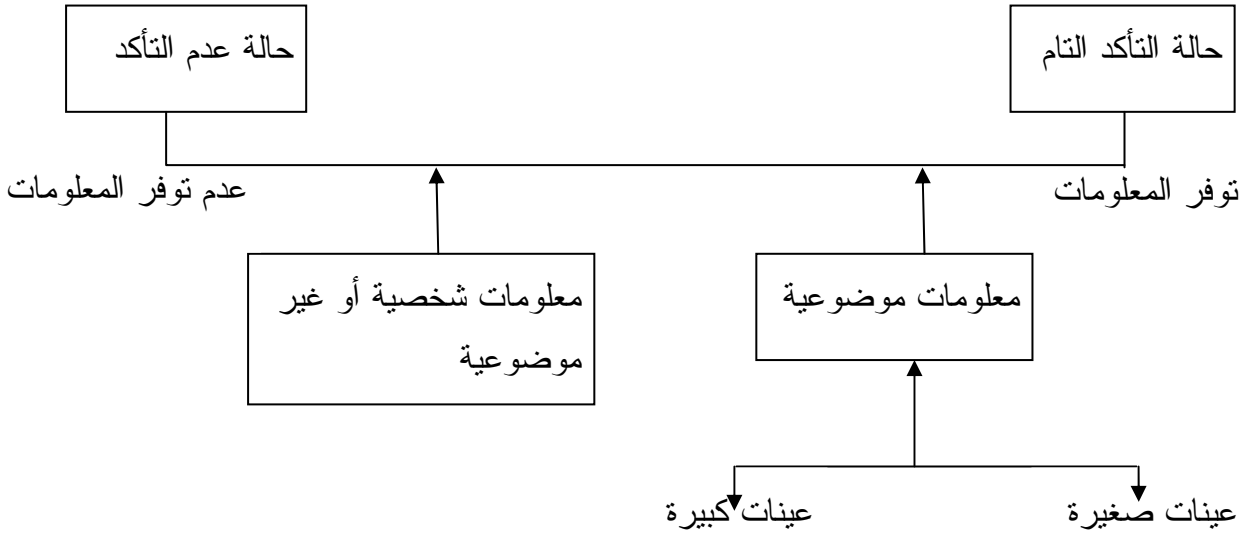 حالة التأكد التام
حالة عدم التأكد
توفر المعلومات
عدم توفر المعلومات
معلومات موضوعية
معلومات شخصية أو غير
موضوعية
عينات صغيرة
عينات كبيرة